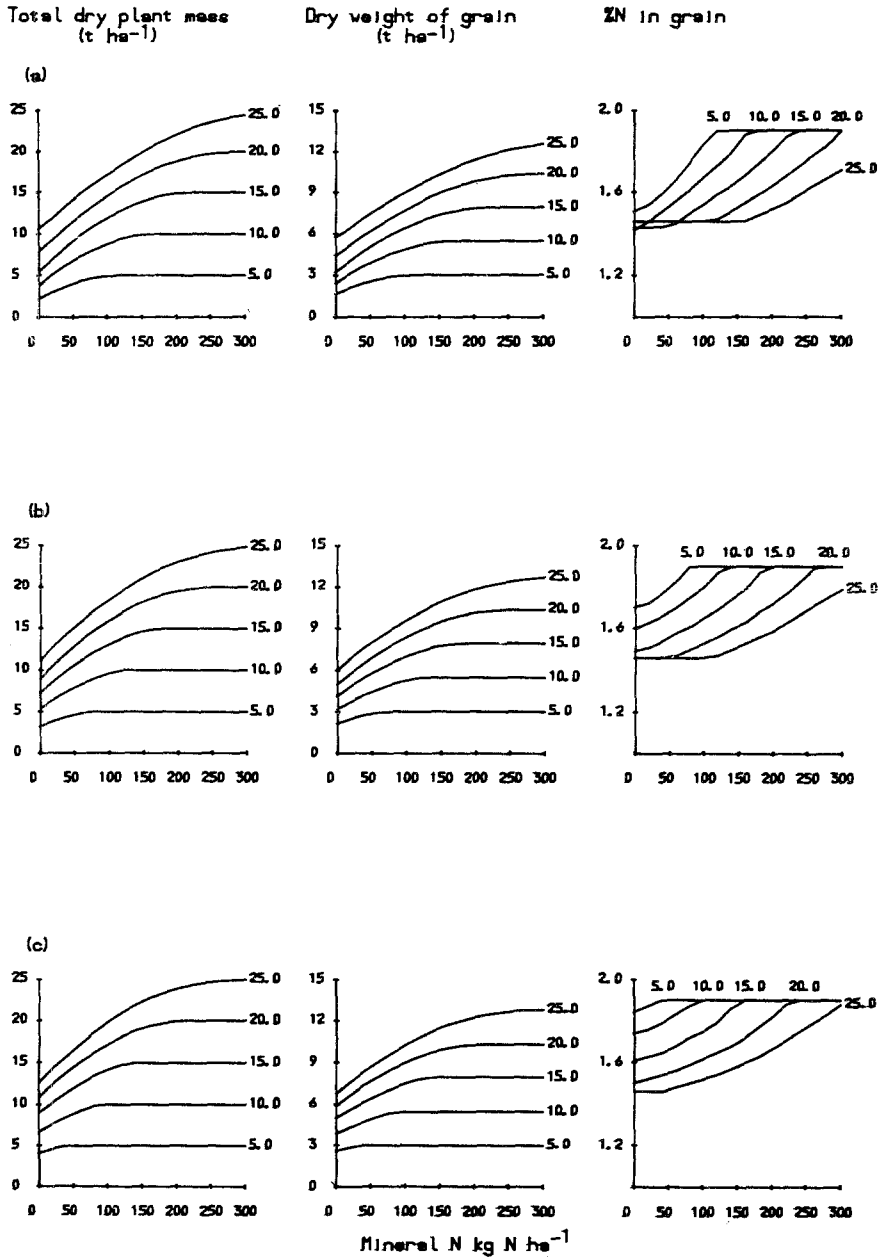 Total dry plant mass Dry weight of grain %N in grain
(t ha-1) (t ha-1)
(a)
25 15 2.0
25.0 25.0 5.0 10.0 15.0 20.0
20 20.0 12 20.0
15 15.0 9 15.0 1.6 25.0
10 10.0 6 10.0
5 5.0 3 5.0 1.2
0 0
0 50 100 150 200 250 300 0 50 100 150 200 250 300 0 50 100 150 200 250 300
(b)
25 25.0 15 2.0 5.0 10.0 15.0 20.0
20 20.0 12 25.0 25.0
15 15.0 9 20.0 1.6
10 10.0 6 15.0
5 5.0 3 10.0 1.2
0 0 5.0
0 50 100 150 200 250 300 0 50 100 150 200 250 300 0 50 100 150 200 250 300
(c)
25 25.0 15 2.0 5.0 10.0 15.0 20.0
20 20.0 12 25.0 25.0
15 15.0 9 20.0 1.6
10 10.0 6 15.0
5 5.0 3 10.0 1.2
0 0 5.0
0 50 100 150 200 250 300 0 50 100 150 200 250 300 0 50 100 150 200 250 300
Mineral N kg N ha-1